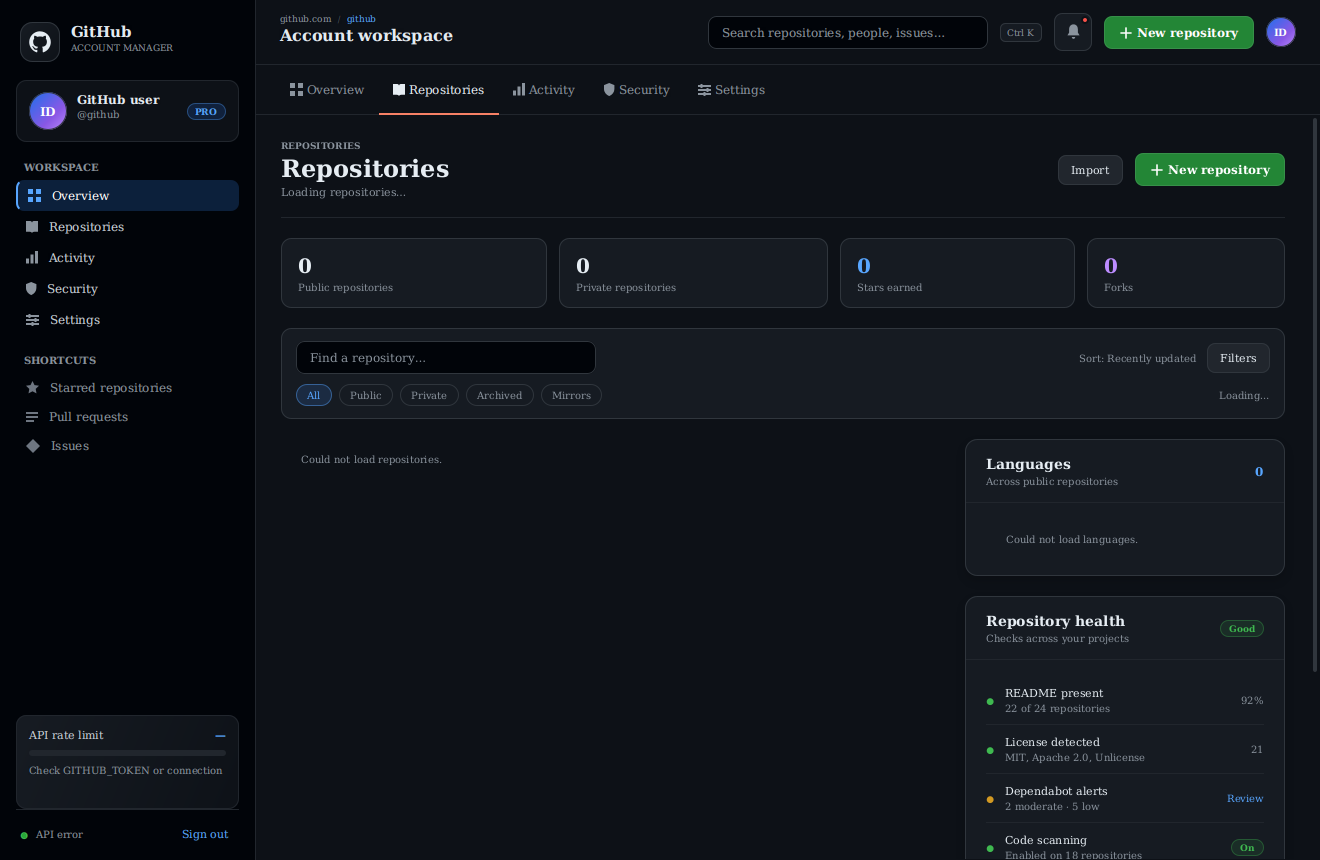 GitHub
ACCOUNT MANAGER
ID
GitHub user
@github
PRO
WORKSPACE
Overview
Repositories
Activity
Security
Settings
SHORTCUTS
Starred repositories
Pull requests
Issues
API rate limit
—
Check GITHUB_TOKEN or connection
API error
Sign out
github.com / github
Account workspace
Search repositories, people, issues...
Ctrl K
New repository
ID
Overview
Repositories
Activity
Security
Settings
REPOSITORIES
Repositories
Loading repositories...
Import
New repository
0
Public repositories
0
Private repositories
0
Stars earned
0
Forks
Find a repository...
Sort: Recently updated
Filters
All
Public
Private
Archived
Mirrors
Loading...
Could not load repositories.
Languages
Across public repositories
0
Could not load languages.
Repository health
Checks across your projects
Good
README present
22 of 24 repositories
92%
License detected
MIT, Apache 2.0, Unlicense
21
Dependabot alerts
2 moderate · 5 low
Review
Code scanning
Enabled on 18 repositories
On